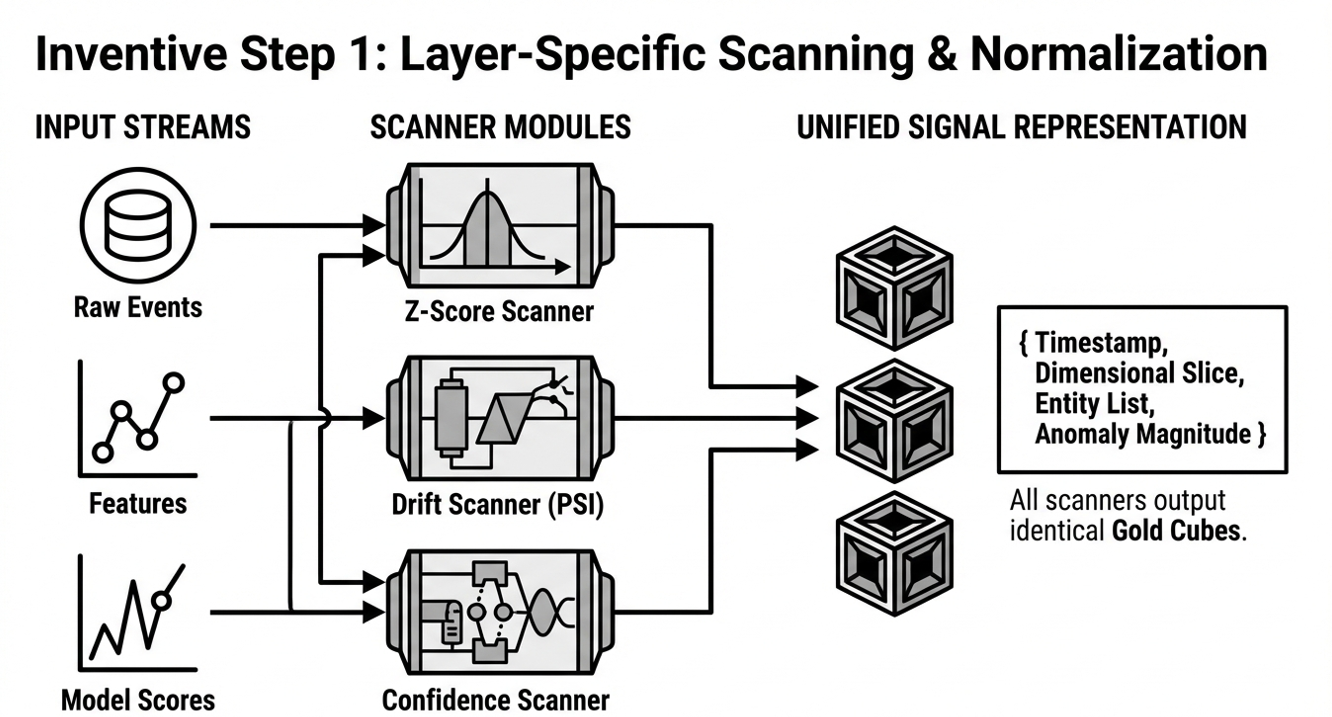 Inventive Step 1: Layer-Specific Scanning & Normalization
INPUT STREAMS
SCANNER MODULES
UNIFIED SIGNAL REPRESENTATION
Raw Events
Z-Score Scanner
Features
Drift Scanner (PSI)
Model Scores
Confidence Scanner
{ Timestamp,
Dimensional Slice,
Entity List,
Anomaly Magnitude }
All scanners output
identical Gold Cubes.